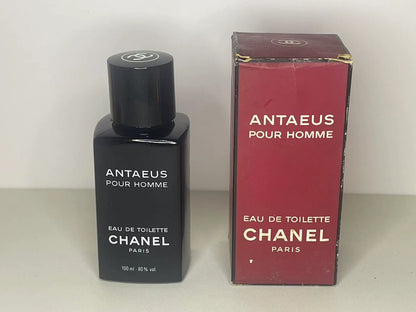 ANTAEUS
POUR HOMME
EAU DE TOILETTE
CHANEL
PARIS
100 ml - 80% vol.
ANTAEUS
POUR HOMME
EAU DE TOILETTE
CHANEL
PARIS